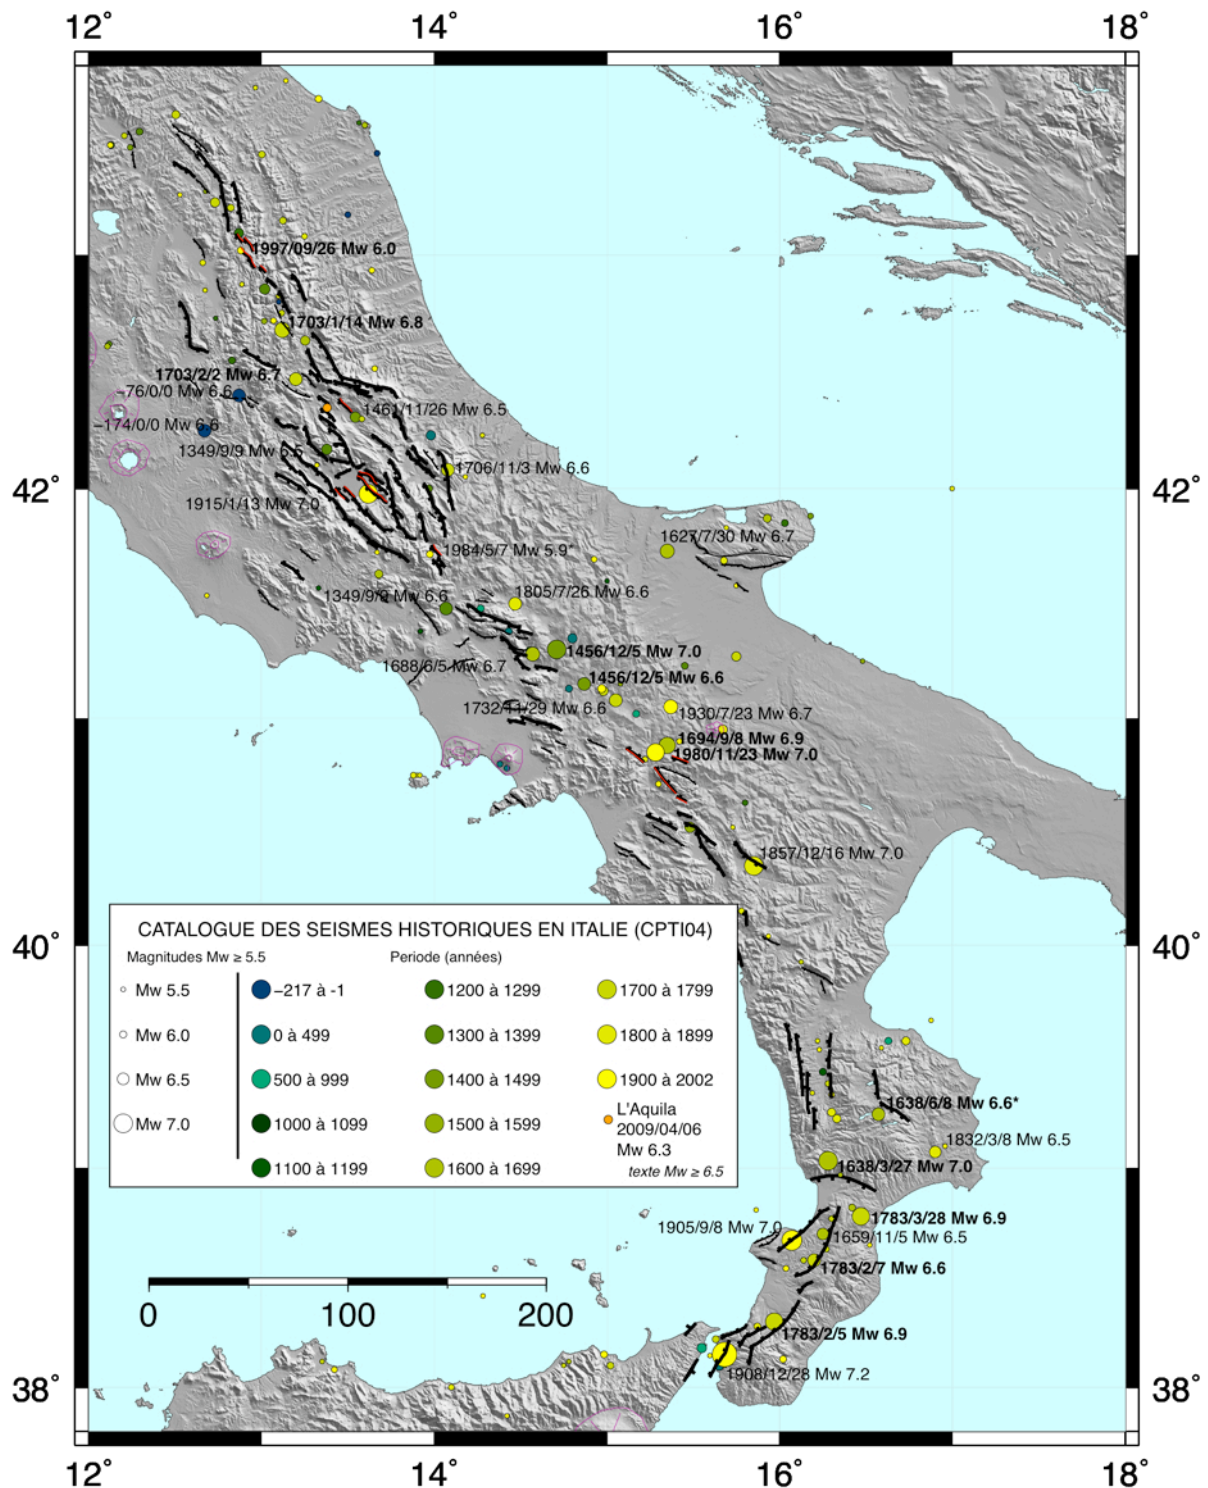 12° 14° 16° 18°
1997/09/26 Mw 6.0
1703/1/14 Mw 6.8
1703/2/2 Mw 6.7
−76/0/0 Mw 6.6
1461/11/26 Mw 6.5
−174/0/0 Mw 6.6
1349/9/9 Mw 6.5
1706/11/3 Mw 6.6
42° 42°
1915/1/13 Mw 7.0
1627/7/30 Mw 6.7
1984/5/7 Mw 5.9*
1349/9/9 Mw 6.6
1805/7/26 Mw 6.6
1456/12/5 Mw 7.0
1688/6/5 Mw 6.7
1456/12/5 Mw 6.6
1732/11/29 Mw 6.6
1930/7/23 Mw 6.7
1694/9/8 Mw 6.9
1980/11/23 Mw 7.0
1857/12/16 Mw 7.0
CATALOGUE DES SEISMES HISTORIQUES EN ITALIE (CPTI04)
40° 40°
Magnitudes Mw ≥ 5.5 Periode (années)
Mw 5.5 −217 à -1 1200 à 1299 1700 à 1799
Mw 6.0 0 à 499 1300 à 1399 1800 à 1899
Mw 6.5 500 à 999 1400 à 1499 1900 à 2002
Mw 7.0 1000 à 1099 1500 à 1599 L'Aquila
2009/04/06
Mw 6.3
1100 à 1199 1600 à 1699 texte Mw ≥ 6.5
1638/6/8 Mw 6.6*
1832/3/8 Mw 6.5
1638/3/27 Mw 7.0
1783/3/28 Mw 6.9
1905/9/8 Mw 7.0
1659/11/5 Mw 6.5
1783/2/7 Mw 6.6
0 100 200
1783/2/5 Mw 6.9
1908/12/28 Mw 7.2
38° 38°
12° 14° 16° 18°